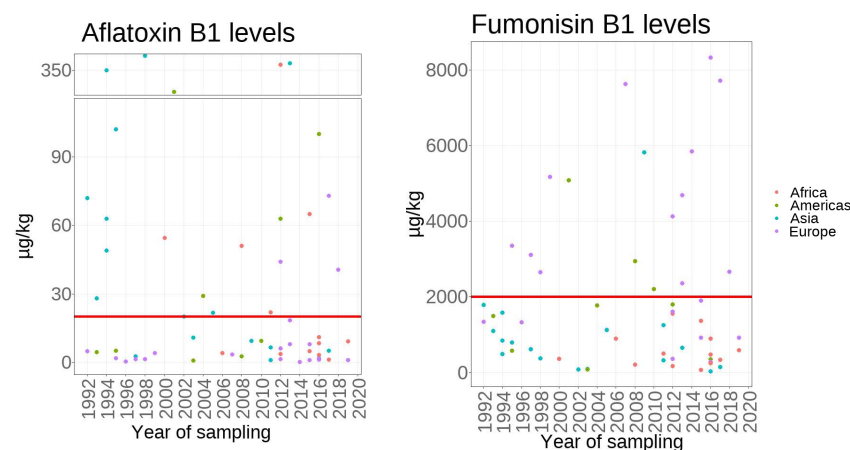 Aflatoxin B1 levels
350
90
60
30
0
µg/kg
1992 1994 1996 1998 2000 2002 2004 2006 2008 2010 2012 2014 2016 2018 2020
Year of sampling
Fumonisin B1 levels
8000
6000
4000
2000
0
µg/kg
1992 1994 1996 1998 2000 2002 2004 2006 2008 2010 2012 2014 2016 2018 2020
Year of sampling
Africa
Americas
Asia
Europe